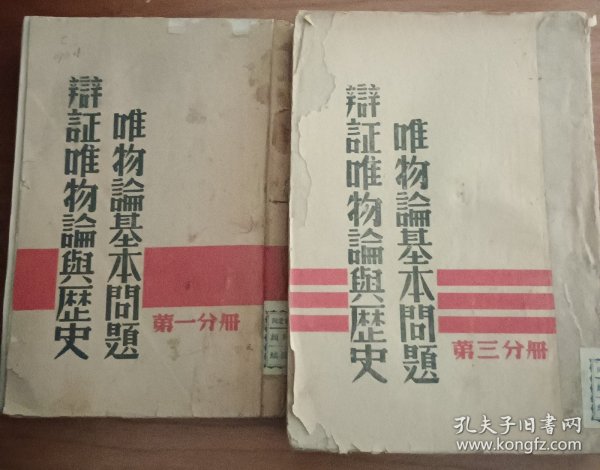 唯物論基本問題
辯証唯物論與歷史
第一分冊
唯物論基本問題
辯証唯物論與歷史
第三分冊
孔夫子旧书网
www.kongfz.com